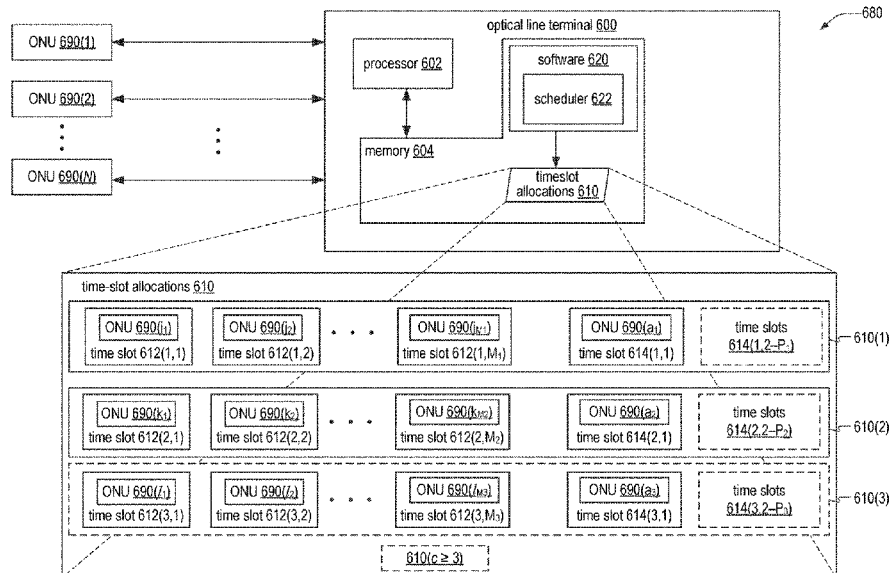 680
ONU 690(1)
ONU 690(2)
ONU 690(N)
optical line terminal 600
processor 602
software 620
scheduler 622
memory 604
timeslot
allocations 610
time-slot allocations 610
ONU 690(j₁) ONU 690(j₂) ONU 690(jM1) ONU 690(a₁) time slots
time slot 612(1,1) time slot 612(1,2) time slot 612(1,M₁) time slot 614(1,1) 614(1,2–P₁)
610(1)
ONU 690(k₁) ONU 690(k₂) ONU 690(kM2) ONU 690(a₂) time slots
time slot 612(2,1) time slot 612(2,2) time slot 612(2,M₂) time slot 614(2,1) 614(2,2–P₂)
610(2)
ONU 690(l₁) ONU 690(l₂) ONU 690(lM3) ONU 690(a₃) time slots
time slot 612(3,1) time slot 612(3,2) time slot 612(3,M₃) time slot 614(3,1) 614(3,2–P₃)
610(3)
610(c ≥ 3)